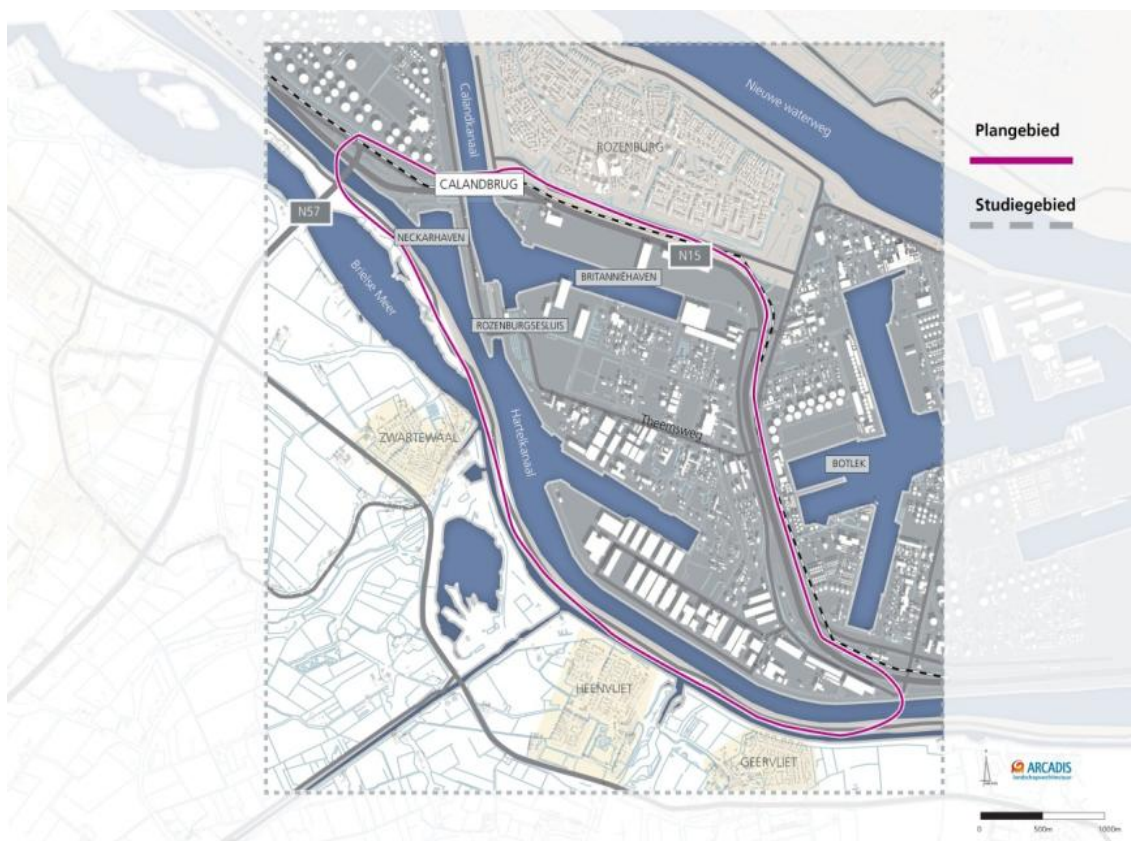 Nieuwe waterweg
Calandkanaal
Plangebied
ROZENBURG
CALANDBRUG
Studiegebied
N57
NECKARHAVEN
N15
BRITANNIËHAVEN
Brielse Meer
ROZENBURGSESLUIS
Hartelkanaal
Theemsweg
ZWARTEWAAL
BOTLEK
HEENVLIET
GEERVLIET
ARCADIS
0 500m 1000m